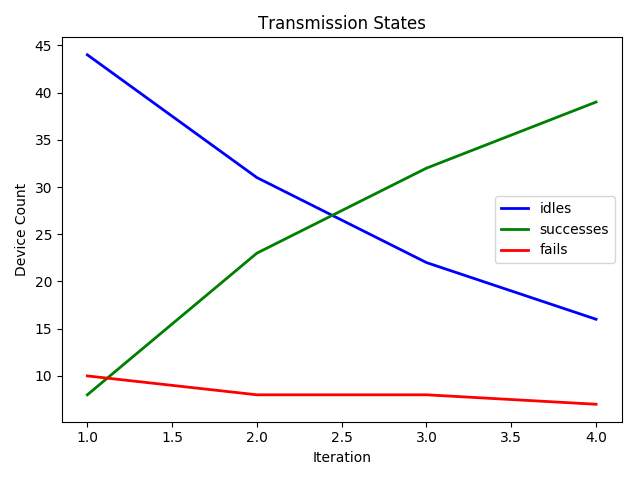 Transmission States
45
40
35
30
25
20
15
10
Device Count
idles
successes
fails
1.0 1.5 2.0 2.5 3.0 3.5 4.0
Iteration